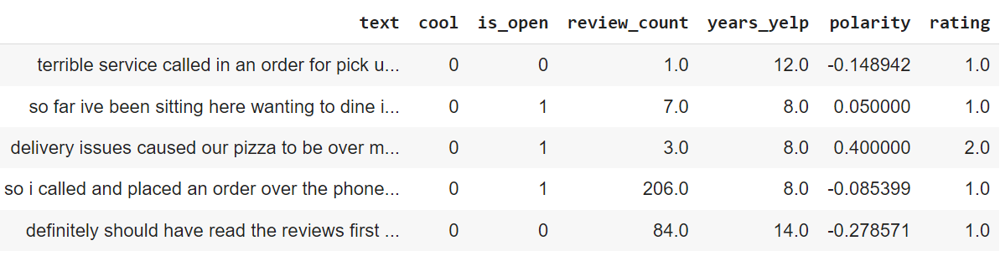 text cool is_open review_count years_yelp polarity rating
terrible service called in an order for pick u... 0 0 1.0 12.0 -0.148942 1.0
so far ive been sitting here wanting to dine i... 0 1 7.0 8.0 0.050000 1.0
delivery issues caused our pizza to be over m... 0 1 3.0 8.0 0.400000 2.0
so i called and placed an order over the phone... 0 1 206.0 8.0 -0.085399 1.0
definitely should have read the reviews first ... 0 0 84.0 14.0 -0.278571 1.0